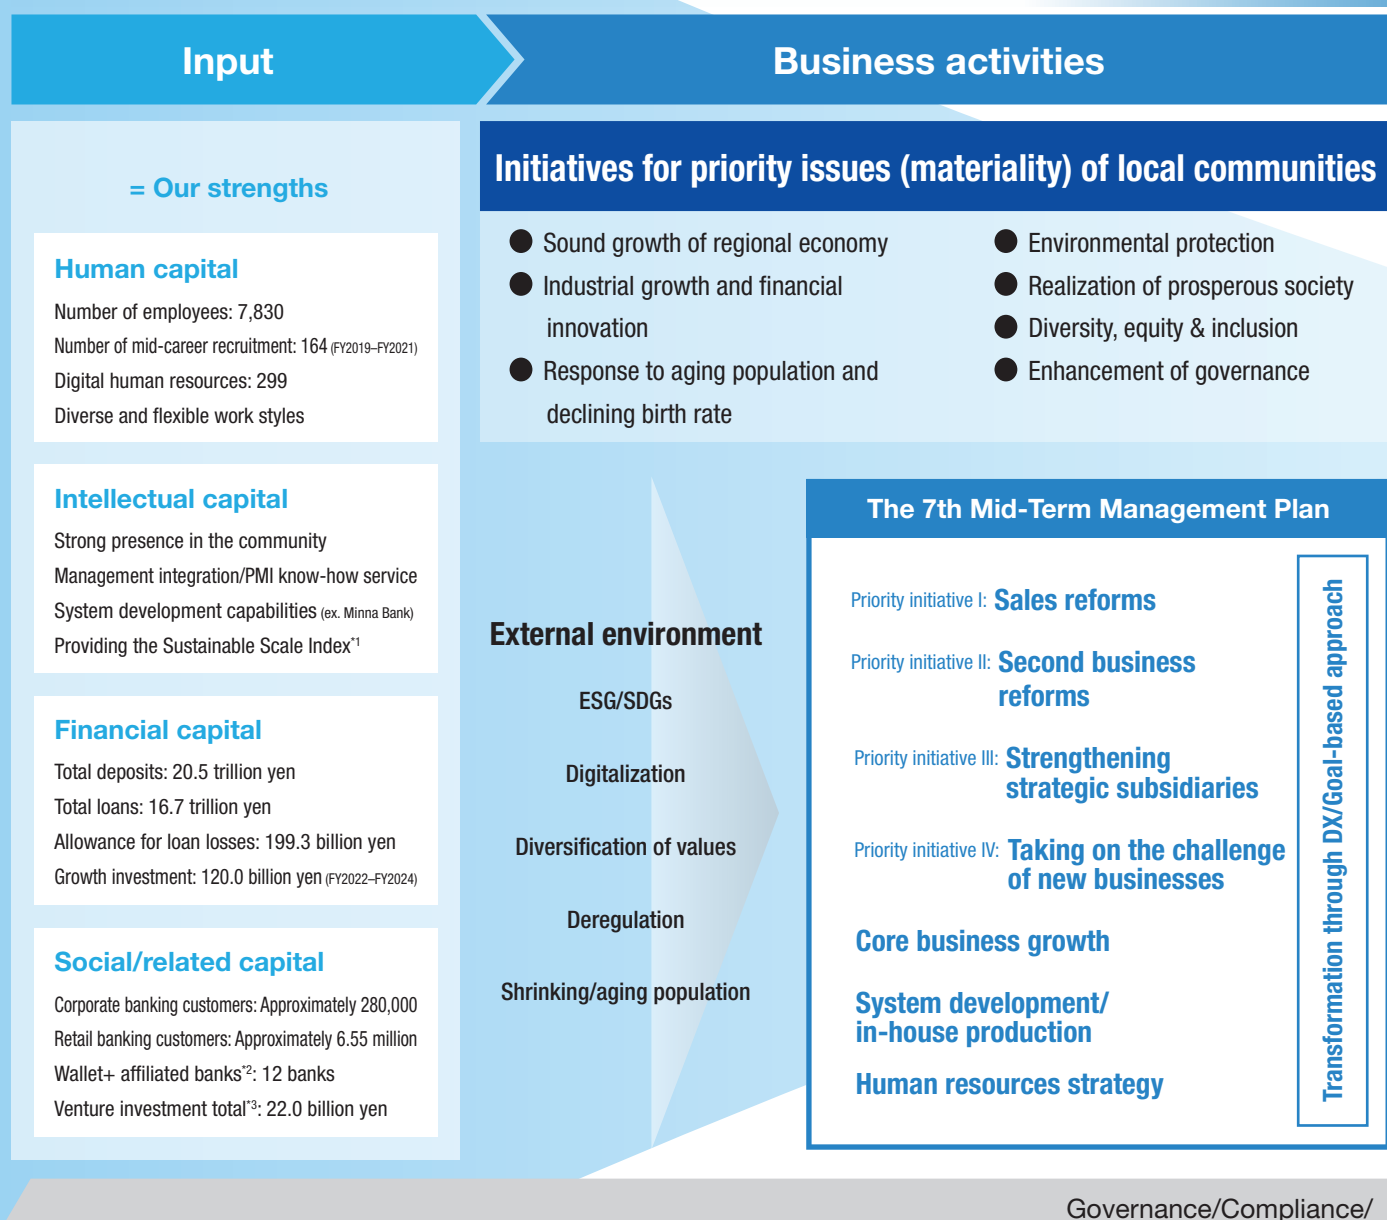 Input
Business activities
= Our strengths
Human capital
Number of employees: 7,830
Number of mid-career recruitment: 164 (FY2019–FY2021)
Digital human resources: 299
Diverse and flexible work styles
Intellectual capital
Strong presence in the community
Management integration/PMI know-how service
System development capabilities (ex. Minna Bank)
Providing the Sustainable Scale Index*1
Financial capital
Total deposits: 20.5 trillion yen
Total loans: 16.7 trillion yen
Allowance for loan losses: 199.3 billion yen
Growth investment: 120.0 billion yen (FY2022–FY2024)
Social/related capital
Corporate banking customers: Approximately 280,000
Retail banking customers: Approximately 6.55 million
Wallet+ affiliated banks*2: 12 banks
Venture investment total*3: 22.0 billion yen
Initiatives for priority issues (materiality) of local communities
● Sound growth of regional economy
● Industrial growth and financial
innovation
● Response to aging population and
declining birth rate
● Environmental protection
● Realization of prosperous society
● Diversity, equity & inclusion
● Enhancement of governance
External environment
ESG/SDGs
Digitalization
Diversification of values
Deregulation
Shrinking/aging population
The 7th Mid-Term Management Plan
Priority initiative I: Sales reforms
Priority initiative II: Second business
reforms
Priority initiative III: Strengthening
strategic subsidiaries
Priority initiative IV: Taking on the challenge
of new businesses
Core business growth
System development/
in-house production
Human resources strategy
Transformation through DX/Goal-based approach
Governance/Compliance/